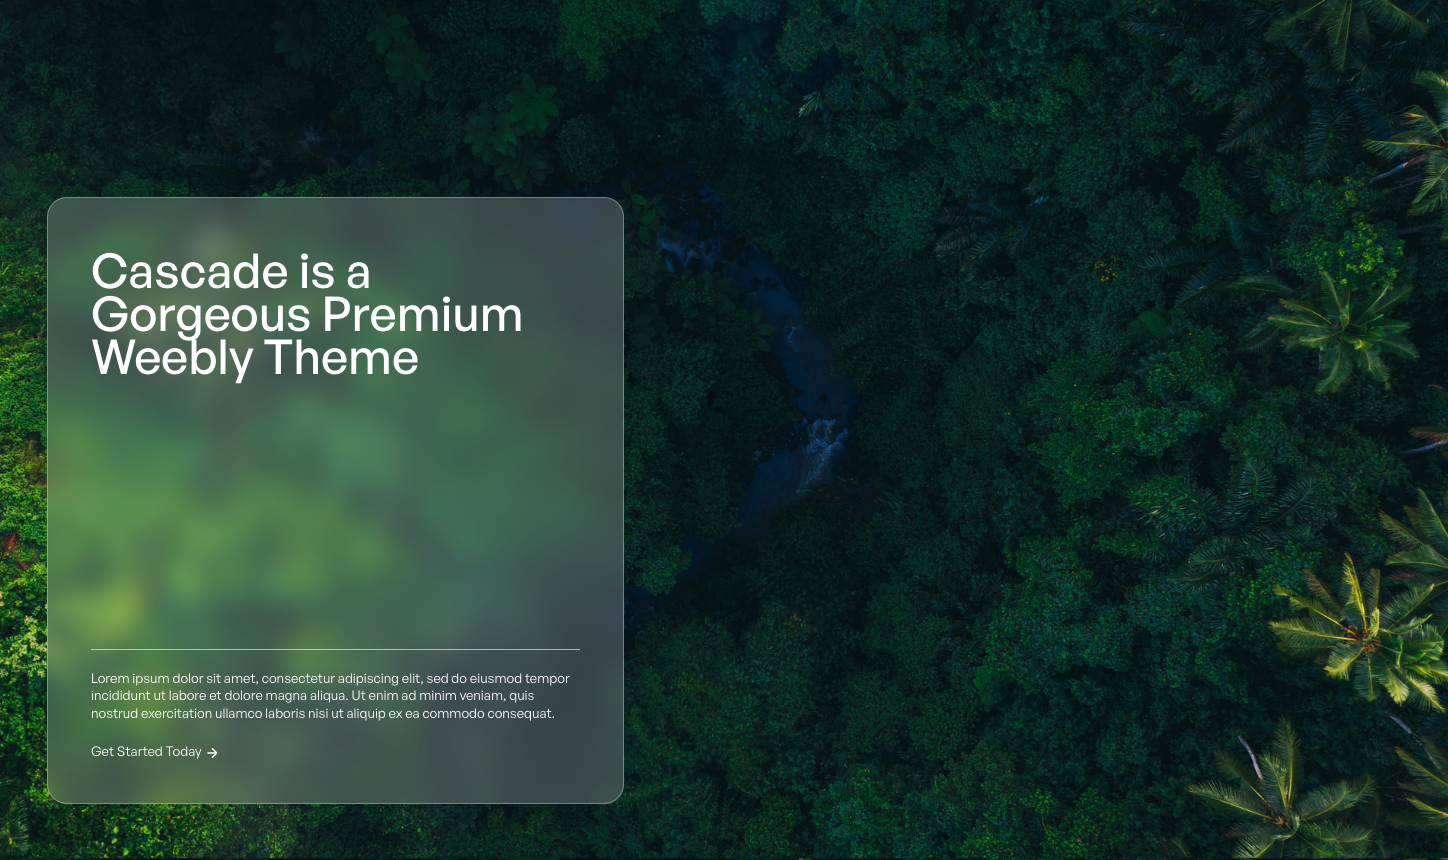 Cascade is a
Gorgeous Premium
Weebly Theme
Lorem ipsum dolor sit amet, consectetur adipiscing elit, sed do eiusmod tempor
incididunt ut labore et dolore magna aliqua. Ut enim ad minim veniam, quis
nostrud exercitation ullamco laboris nisi ut aliquip ex ea commodo consequat.
Get Started Today →